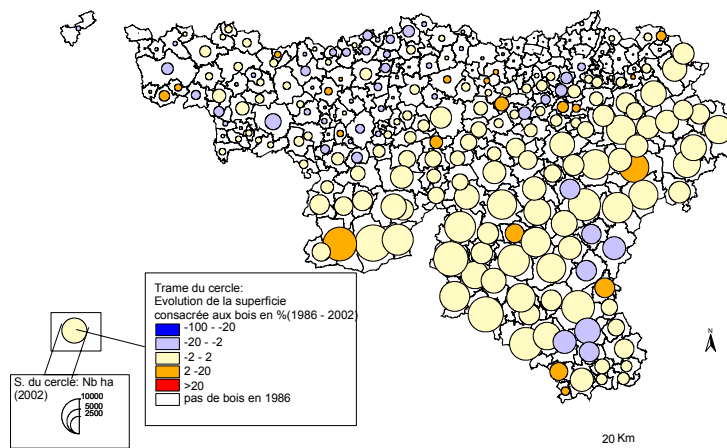 Trame du cercle:
Evolution de la superficie
consacrée aux bois en %(1986 - 2002)
-100 - -20
-20 - -2
-2 - 2
2 -20
>20
pas de bois en 1986
S. du cercle: Nb ha
(2002)
10000
5000
2500
N
20 Km